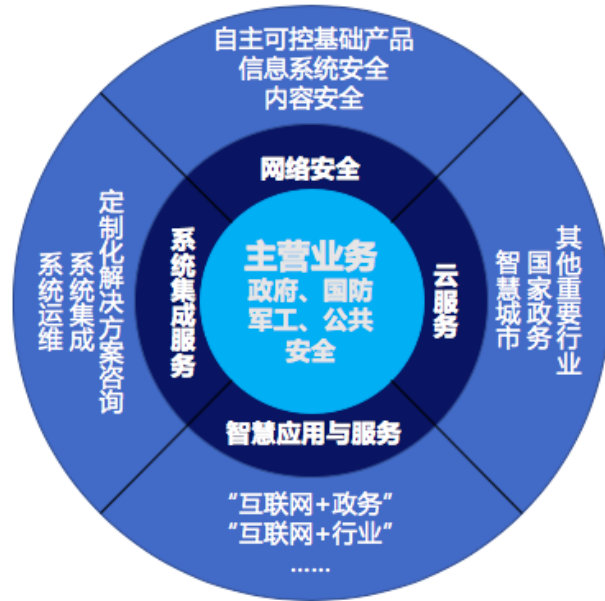 自主可控基础产品
信息系统安全
内容安全
网络安全
定制化解决方案咨询
系统集成
系统运维
系统集成服务
主营业务
政府、国防
军工、公共
安全
云服务
其他重要行业
国家政务
智慧城市
智慧应用与服务
“互联网+政务”
“互联网+行业”
……